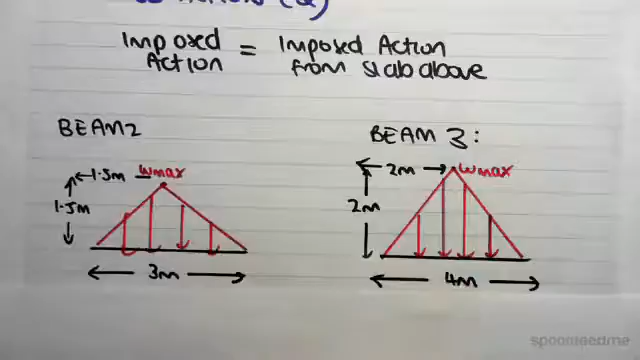 Imposed Action = Imposed Action from slab above
BEAM 2
BEAM 3:
1.5m wmax
1.5m
3m
2m wmax
2m
4m
spoonfeedme